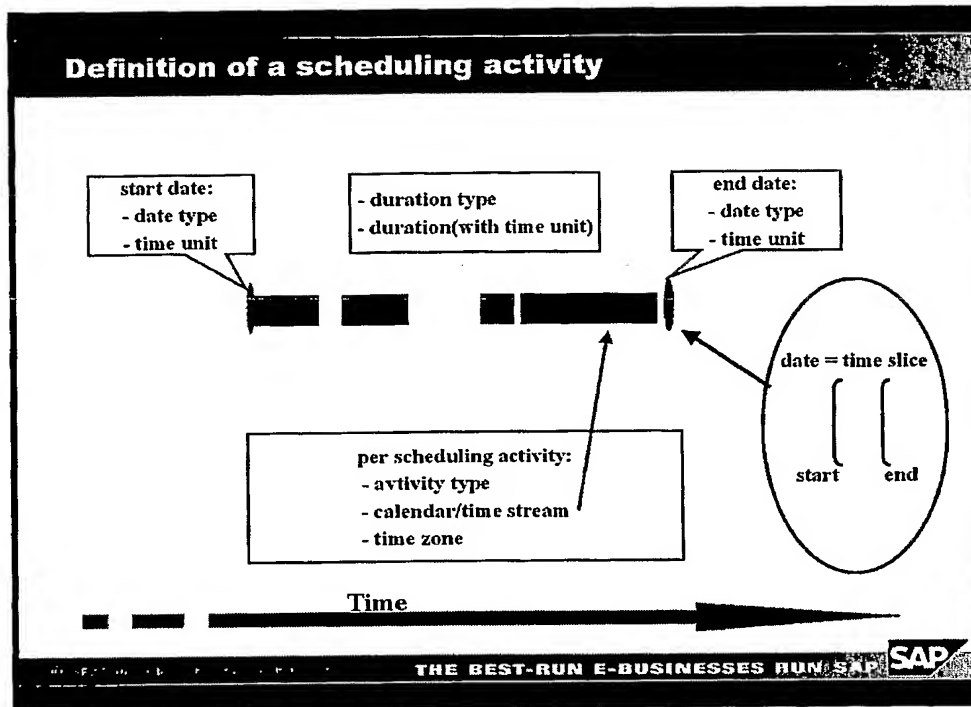 Definition of a scheduling activity
start date:
- date type
- time unit
- duration type
- duration(with time unit)
end date:
- date type
- time unit
date = time slice
start end
per scheduling activity:
- avtivity type
- calendar/time stream
- time zone
Time
THE BEST-RUN E-BUSINESSES RUN SAP
SAP